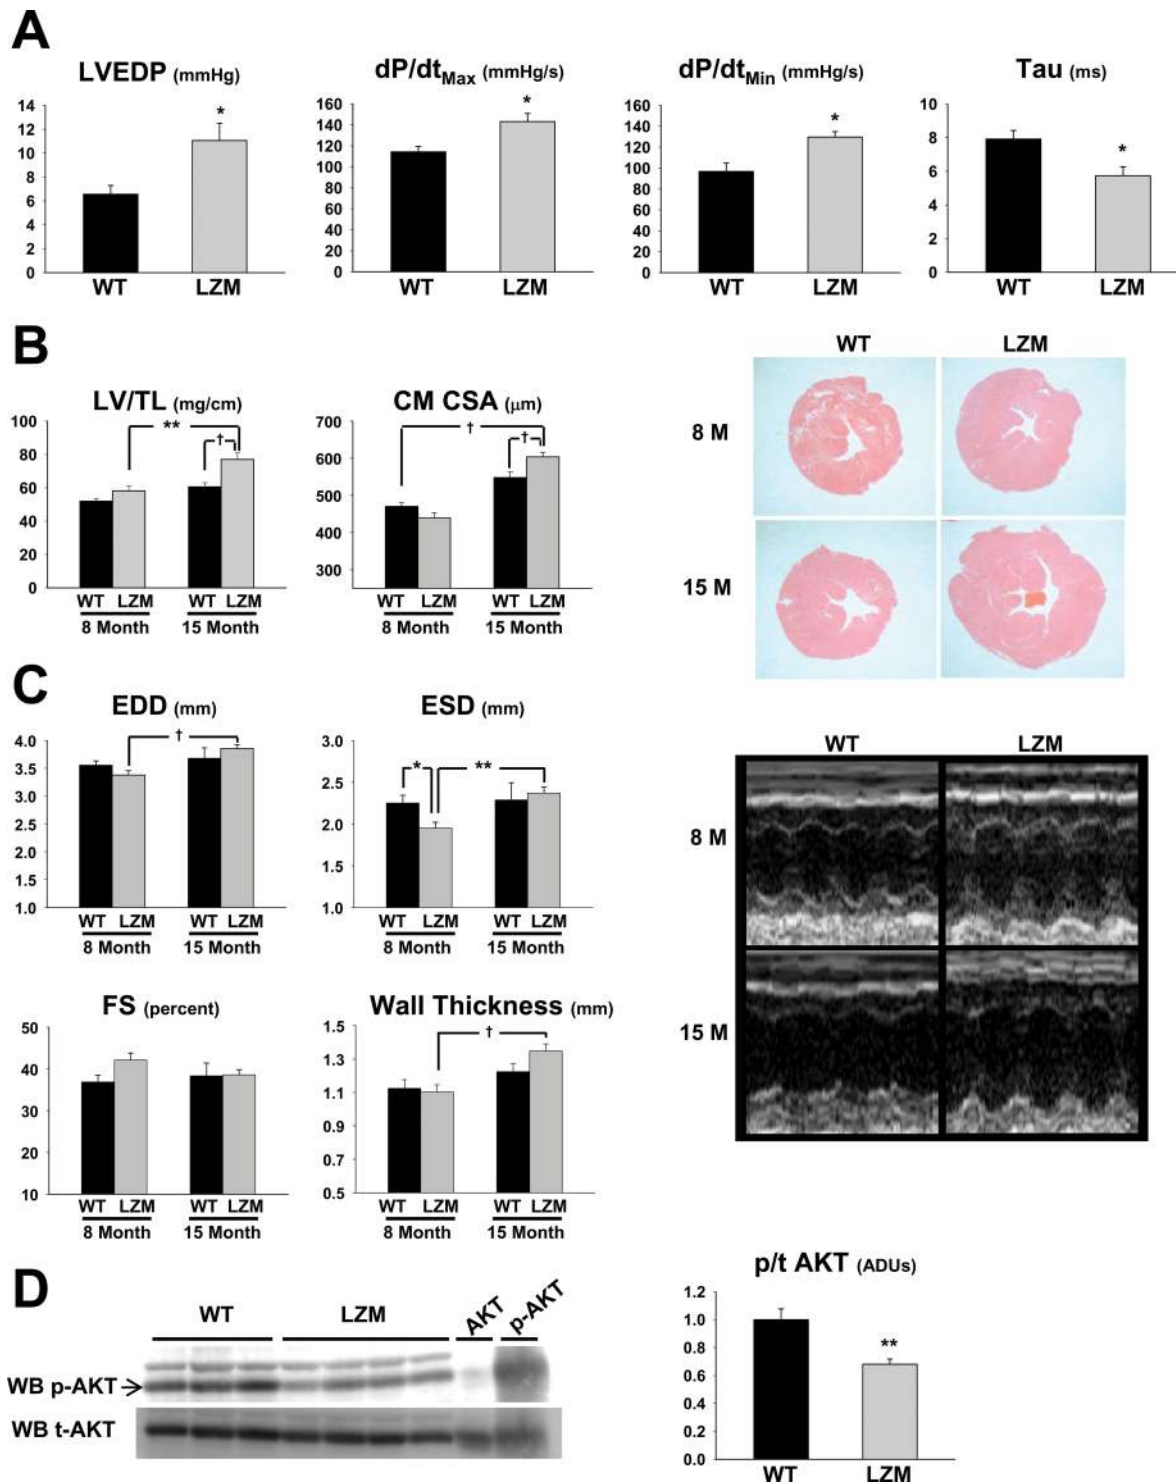 A
LVEDP (mmHg)
14
12
10
8
6
4
2
0
*
WT LZM
dP/dtMax (mmHg/s)
160
140
120
100
80
60
40
20
0
*
WT LZM
dP/dtMin (mmHg/s)
160
140
120
100
80
60
40
20
0
*
WT LZM
Tau (ms)
10
8
6
4
2
0
*
WT LZM
B
LV/TL (mg/cm)
100
80
60
40
20
0
**
†
WT LZM WT LZM
8 Month 15 Month
CM CSA (μm)
700
600
500
400
300
†
†
WT LZM WT LZM
8 Month 15 Month
WT LZM
8 M
15 M
C
EDD (mm)
4.0
3.5
3.0
2.5
2.0
1.5
1.0
†
WT LZM WT LZM
8 Month 15 Month
ESD (mm)
3.0
2.5
2.0
1.5
1.0
* **
WT LZM WT LZM
8 Month 15 Month
WT LZM
8 M
15 M
FS (percent)
50
40
30
20
10
WT LZM WT LZM
8 Month 15 Month
Wall Thickness (mm)
1.5
1.3
1.1
0.9
0.7
0.5
†
WT LZM WT LZM
8 Month 15 Month
D
WT LZM AKT p-AKT
WB p-AKT
WB t-AKT
p/t AKT (ADUs)
1.2
1.0
0.8
0.6
0.4
0.2
0.0
**
WT LZM